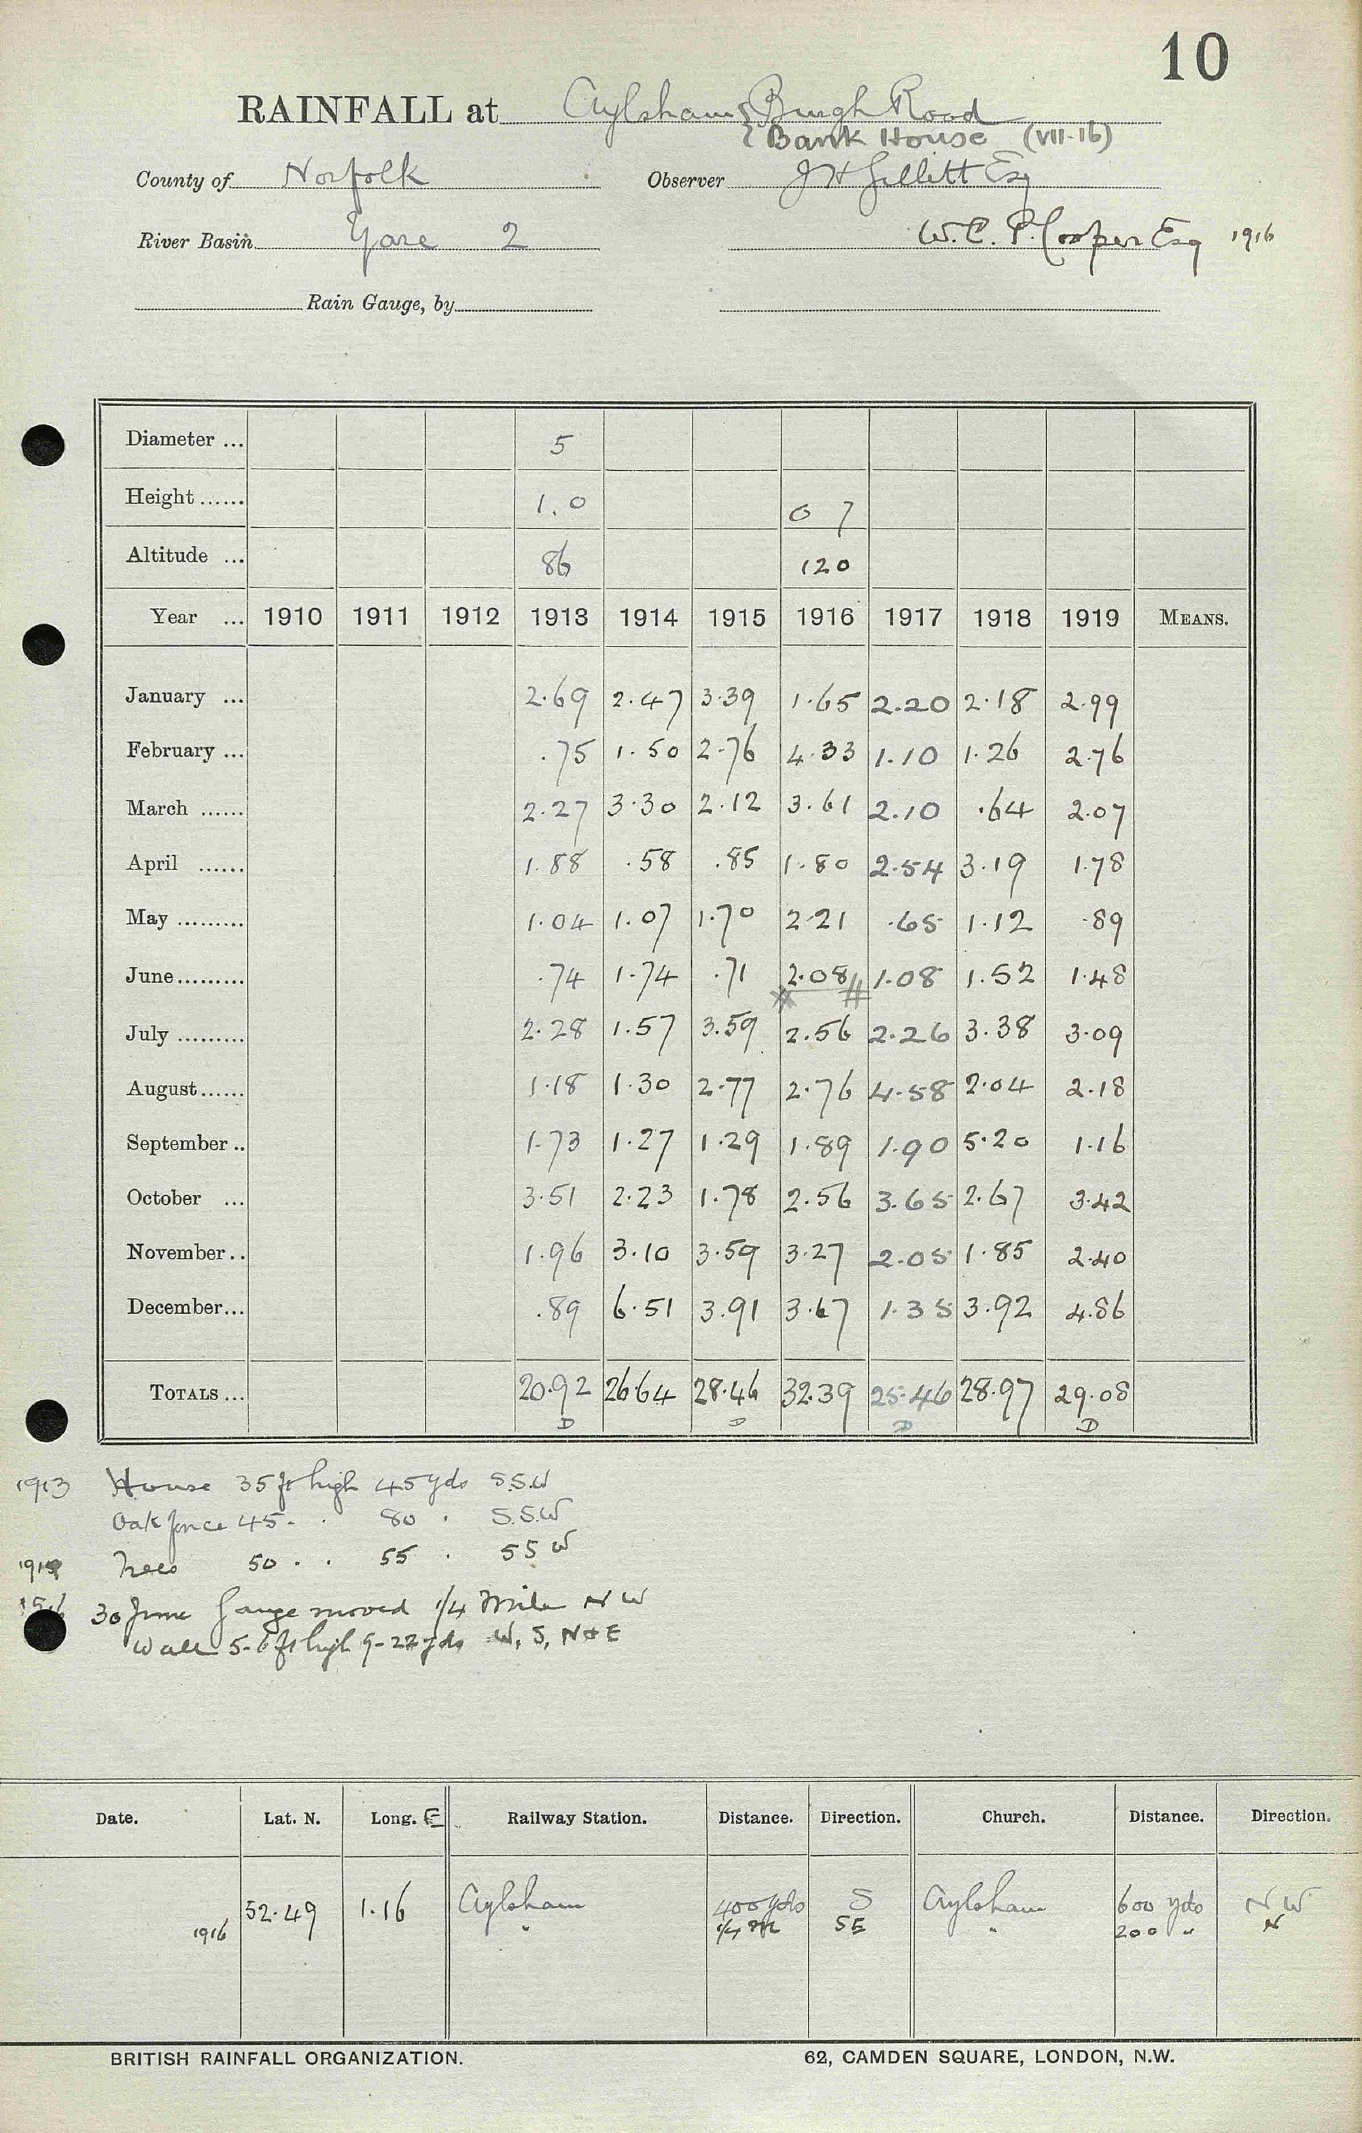 10
RAINFALL at Aylsham { Burgh Road
{ Bank House (VII-16)
County of Norfolk Observer J H Gillett Esq
River Basin Yare 2 W. C. P. Cooper Esq 1916
Rain Gauge, by
Diameter ... 5
Height ...... 1.0 0 7
Altitude ... 86 120
Year ... 1910 1911 1912 1913 1914 1915 1916 1917 1918 1919 MEANS.
January ... 2.69 2.47 3.39 1.65 2.20 2.18 2.99
February ... .75 1.50 2.76 4.33 1.10 1.26 2.76
March ...... 2.27 3.30 2.12 3.61 2.10 .64 2.07
April ...... 1.88 .58 .85 1.80 2.54 3.19 1.78
May ......... 1.04 1.07 1.70 2.21 .65 1.12 .89
June......... .74 1.74 .71 2.08 1.08 1.52 1.48
July ......... 2.28 1.57 3.59 2.56 2.26 3.38 3.09
August...... 1.18 1.30 2.77 2.76 4.58 2.04 2.18
September .. 1.73 1.27 1.29 1.89 1.90 5.20 1.16
October ... 3.51 2.23 1.78 2.56 3.65 2.67 3.42
November.. 1.96 3.10 3.59 3.27 2.05 1.85 2.40
December... .89 6.51 3.91 3.67 1.35 3.92 4.86
TOTALS ... 20.92 26.64 28.46 32.39 25.46 28.97 29.08
D D D D
1913 House 35 ft high 45 yds S.S.W
Oak fence 45 . . 80 . S.S.W
Trees 50 . . 55 . SSW
1916 30 June Gauge moved 1/4 Mile N W
Wall 5-6 ft high 9-22 yds W, S, N & E
Date. Lat. N. Long. E Railway Station. Distance. Direction. Church. Distance. Direction.
52.49 1.16 Aylsham 400 yds S Aylsham 600 yds N W
1916 " 1/4 m SE " 200 " N
BRITISH RAINFALL ORGANIZATION. 62, CAMDEN SQUARE, LONDON, N.W.